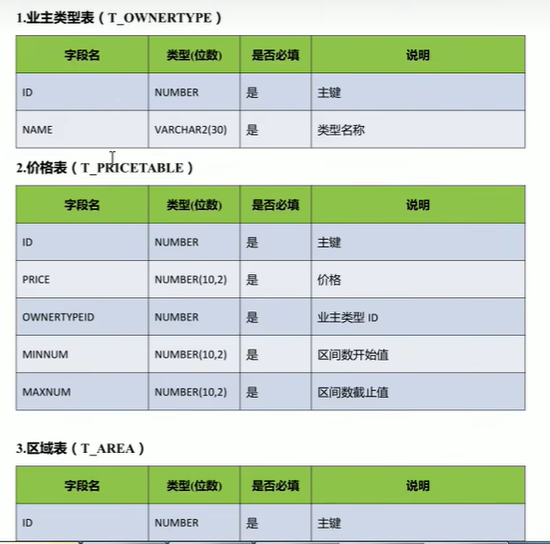 1.业主类型表（T_OWNERTYPE）
字段名 类型(位数) 是否必填 说明
ID NUMBER 是 主键
NAME VARCHAR2(30) 是 类型名称
2.价格表（T_PRICETABLE）
字段名 类型(位数) 是否必填 说明
ID NUMBER 是 主键
PRICE NUMBER(10,2) 是 价格
OWNERTYPEID NUMBER 是 业主类型 ID
MINNUM NUMBER(10,2) 是 区间数开始值
MAXNUM NUMBER(10,2) 是 区间数截止值
3.区域表（T_AREA）
字段名 类型(位数) 是否必填 说明
ID NUMBER 是 主键